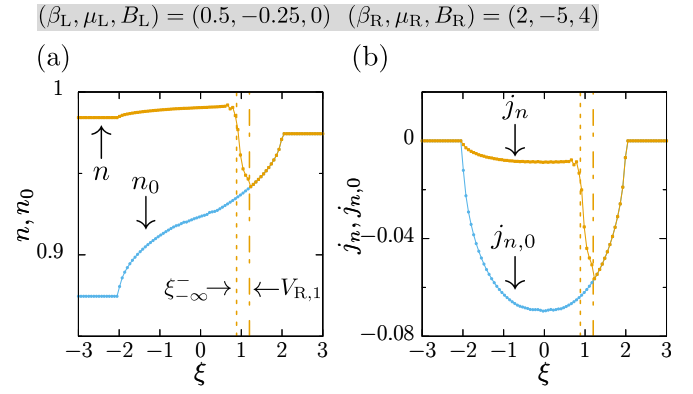 (β_L, μ_L, B_L) = (0.5, −0.25, 0) (β_R, μ_R, B_R) = (2, −5, 4)
(a) (b)
1
0.9
n, n_0
n
n_0
ξ^−_{−∞} → ← V_{R,1}
−3 −2 −1 0 1 2 3
ξ
0
−0.04
−0.08
j_n, j_{n,0}
j_n
j_{n,0}
−3 −2 −1 0 1 2 3
ξ